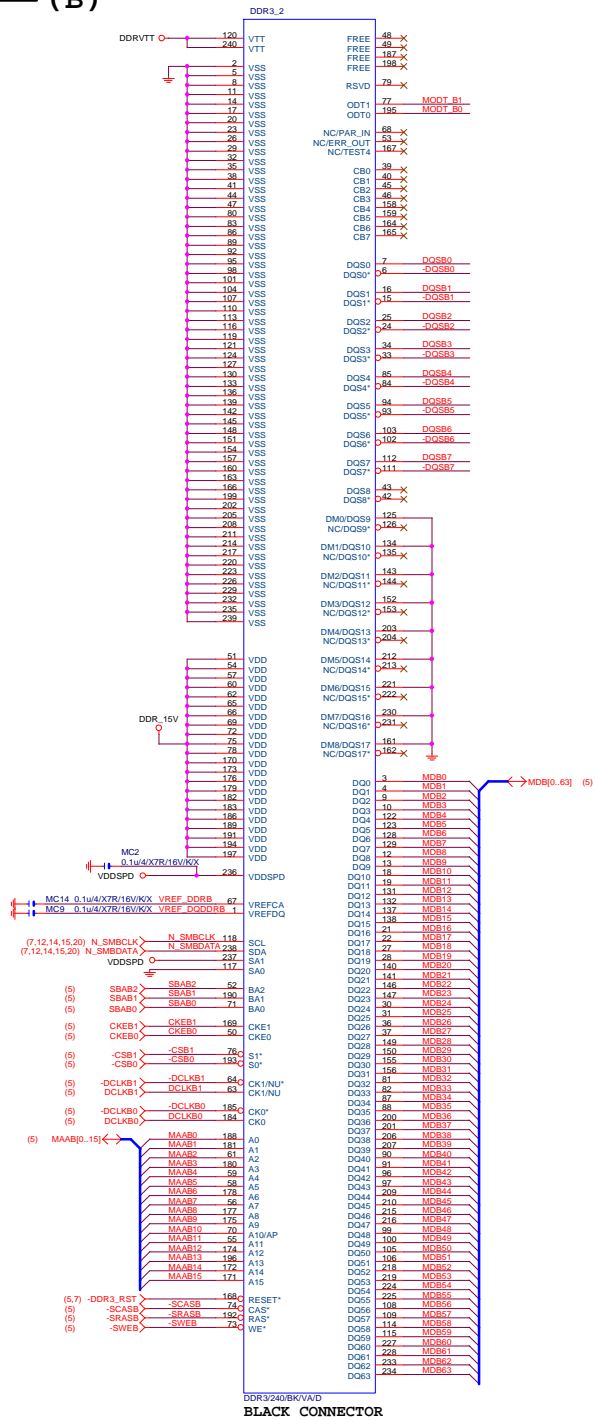 (B)
DDR3_2
DDRVTT
120 VTT
240 VTT
2 VSS
5 VSS
8 VSS
11 VSS
14 VSS
17 VSS
20 VSS
23 VSS
26 VSS
29 VSS
32 VSS
35 VSS
38 VSS
41 VSS
44 VSS
47 VSS
80 VSS
83 VSS
86 VSS
89 VSS
92 VSS
95 VSS
98 VSS
101 VSS
104 VSS
107 VSS
110 VSS
113 VSS
116 VSS
119 VSS
121 VSS
124 VSS
127 VSS
130 VSS
133 VSS
136 VSS
139 VSS
142 VSS
145 VSS
148 VSS
151 VSS
154 VSS
157 VSS
160 VSS
163 VSS
166 VSS
199 VSS
202 VSS
205 VSS
208 VSS
211 VSS
214 VSS
217 VSS
220 VSS
223 VSS
226 VSS
229 VSS
232 VSS
235 VSS
239 VSS
51 VDD
54 VDD
57 VDD
60 VDD
62 VDD
65 VDD
66 VDD
69 VDD
DDR_15V
72 VDD
75 VDD
78 VDD
170 VDD
173 VDD
176 VDD
179 VDD
182 VDD
183 VDD
186 VDD
189 VDD
191 VDD
194 VDD
197 VDD
MC2
0.1u/4/X7R/16V/K/X
VDDSPD 236 VDDSPD
MC14 0.1u/4/X7R/16V/K/X VREF_DDRB 67 VREFCA
MC9 0.1u/4/X7R/16V/K/X VREF_DQDDRB 1 VREFDQ
(7,12,14,15,20) N_SMBCLK N_SMBCLK 118 SCL
(7,12,14,15,20) N_SMBDATA N_SMBDATA 238 SDA
VDDSPD 237 SA1
117 SA0
(5) SBAB2 SBAB2 52 BA2
(5) SBAB1 SBAB1 190 BA1
(5) SBAB0 SBAB0 71 BA0
(5) CKEB1 CKEB1 169 CKE1
(5) CKEB0 CKEB0 50 CKE0
(5) -CSB1 -CSB1 76 S1*
(5) -CSB0 -CSB0 193 S0*
(5) -DCLKB1 -DCLKB1 64 CK1/NU*
(5) DCLKB1 DCLKB1 63 CK1/NU
(5) -DCLKB0 -DCLKB0 185 CK0*
(5) DCLKB0 DCLKB0 184 CK0
(5) MAAB[0..15]
MAAB0 188 A0
MAAB1 181 A1
MAAB2 61 A2
MAAB3 180 A3
MAAB4 59 A4
MAAB5 58 A5
MAAB6 178 A6
MAAB7 56 A7
MAAB8 177 A8
MAAB9 175 A9
MAAB10 70 A10/AP
MAAB11 55 A11
MAAB12 174 A12
MAAB13 196 A13
MAAB14 172 A14
MAAB15 171 A15
(5,7) -DDR3_RST 168 RESET*
(5) -SCASB -SCASB 74 CAS*
(5) -SRASB -SRASB 192 RAS*
(5) -SWEB -SWEB 73 WE*
FREE 48
FREE 49
FREE 187
FREE 198
RSVD 79
ODT1 77 MODT_B1
ODT0 195 MODT_B0
NC/PAR_IN 68
NC/ERR_OUT 53
NC/TEST4 167
CB0 39
CB1 40
CB2 45
CB3 46
CB4 158
CB5 159
CB6 164
CB7 165
DQS0 7 DQSB0
DQS0* 6 -DQSB0
DQS1 16 DQSB1
DQS1* 15 -DQSB1
DQS2 25 DQSB2
DQS2* 24 -DQSB2
DQS3 34 DQSB3
DQS3* 33 -DQSB3
DQS4 85 DQSB4
DQS4* 84 -DQSB4
DQS5 94 DQSB5
DQS5* 93 -DQSB5
DQS6 103 DQSB6
DQS6* 102 -DQSB6
DQS7 112 DQSB7
DQS7* 111 -DQSB7
DQS8 43
DQS8* 42
DM0/DQS9 125
NC/DQS9* 126
DM1/DQS10 134
NC/DQS10* 135
DM2/DQS11 143
NC/DQS11* 144
DM3/DQS12 152
NC/DQS12* 153
DM4/DQS13 203
NC/DQS13* 204
DM5/DQS14 212
NC/DQS14* 213
DM6/DQS15 221
NC/DQS15* 222
DM7/DQS16 230
NC/DQS16* 231
DM8/DQS17 161
NC/DQS17* 162
DQ0 3 MDB0
MDB[0..63] (5)
DQ1 4 MDB1
DQ2 9 MDB2
DQ3 10 MDB3
DQ4 122 MDB4
DQ5 123 MDB5
DQ6 128 MDB6
DQ7 129 MDB7
DQ8 12 MDB8
DQ9 13 MDB9
DQ10 18 MDB10
DQ11 19 MDB11
DQ12 131 MDB12
DQ13 132 MDB13
DQ14 137 MDB14
DQ15 138 MDB15
DQ16 21 MDB16
DQ17 22 MDB17
DQ18 27 MDB18
DQ19 28 MDB19
DQ20 140 MDB20
DQ21 141 MDB21
DQ22 146 MDB22
DQ23 147 MDB23
DQ24 30 MDB24
DQ25 31 MDB25
DQ26 36 MDB26
DQ27 37 MDB27
DQ28 149 MDB28
DQ29 150 MDB29
DQ30 155 MDB30
DQ31 156 MDB31
DQ32 81 MDB32
DQ33 82 MDB33
DQ34 87 MDB34
DQ35 88 MDB35
DQ36 200 MDB36
DQ37 201 MDB37
DQ38 206 MDB38
DQ39 207 MDB39
DQ40 90 MDB40
DQ41 91 MDB41
DQ42 96 MDB42
DQ43 97 MDB43
DQ44 209 MDB44
DQ45 210 MDB45
DQ46 215 MDB46
DQ47 216 MDB47
DQ48 99 MDB48
DQ49 100 MDB49
DQ50 105 MDB50
DQ51 106 MDB51
DQ52 218 MDB52
DQ53 219 MDB53
DQ54 224 MDB54
DQ55 225 MDB55
DQ56 108 MDB56
DQ57 109 MDB57
DQ58 114 MDB58
DQ59 115 MDB59
DQ60 227 MDB60
DQ61 228 MDB61
DQ62 233 MDB62
DQ63 234 MDB63
DDR3/240/BK/VA/D
BLACK CONNECTOR